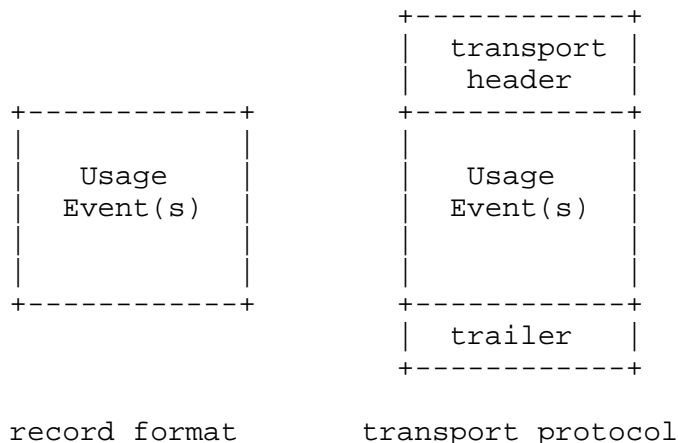 transport
header
Usage Usage
Event(s) Event(s)
trailer
record format transport protocol